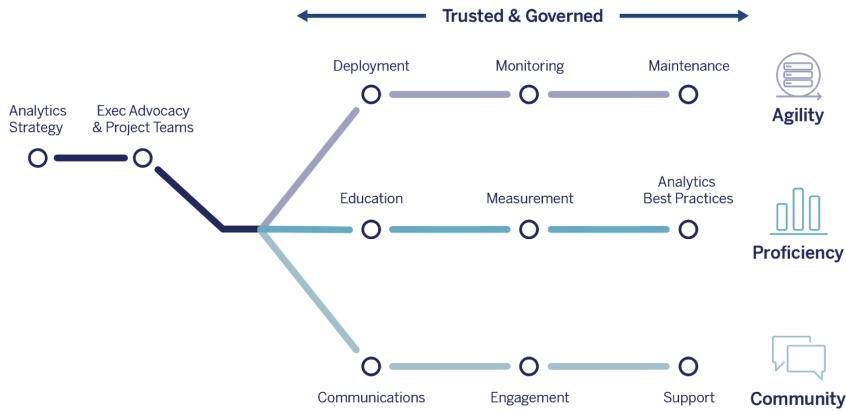 Trusted & Governed
Deployment
Monitoring
Maintenance
Agility
Analytics
Strategy
Exec Advocacy
& Project Teams
Education
Measurement
Analytics
Best Practices
Proficiency
Communications
Engagement
Support
Community